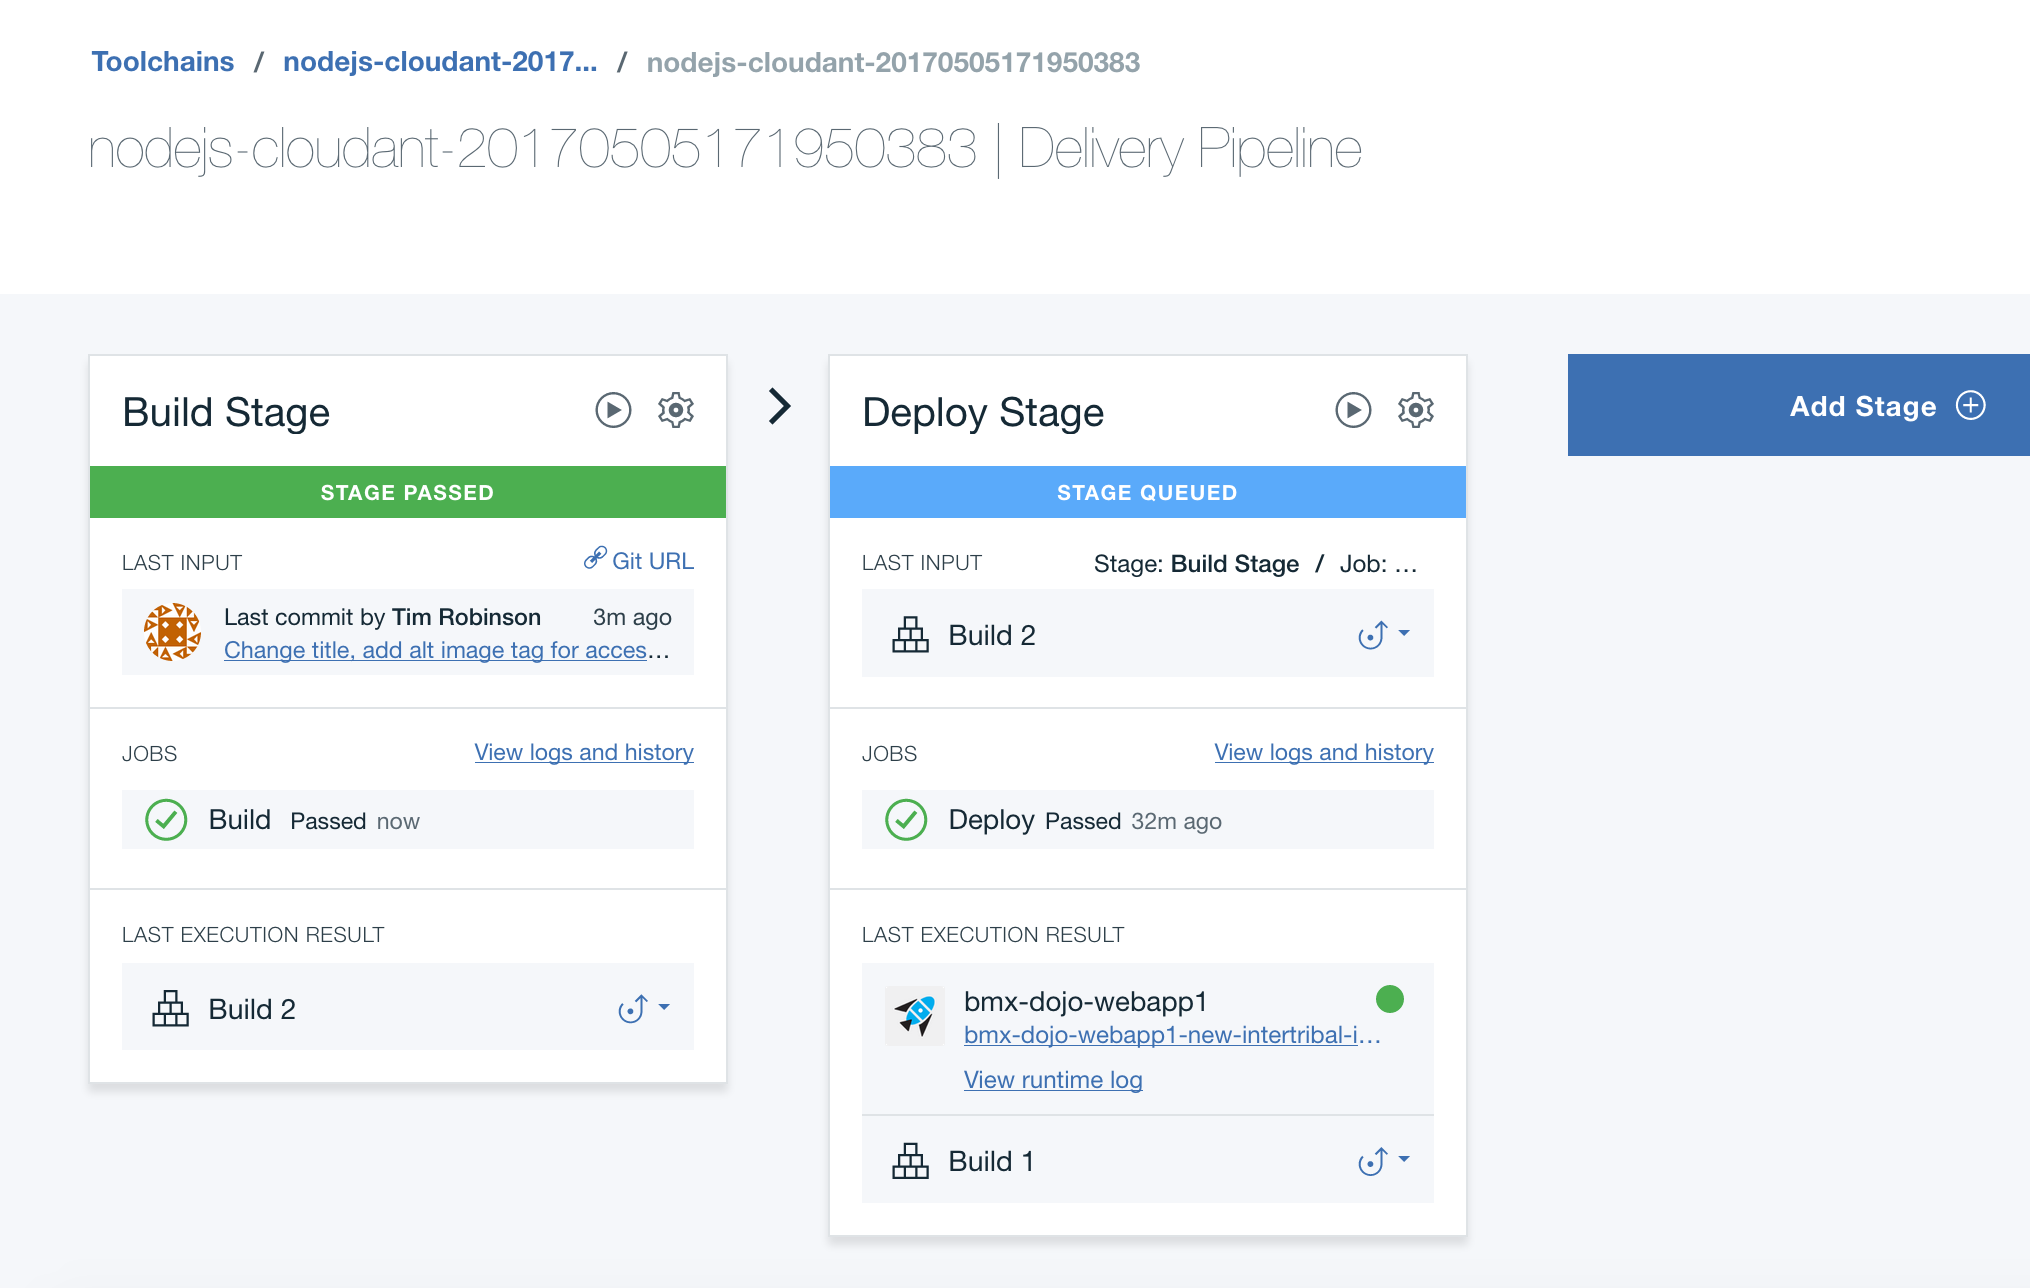 Toolchains / nodejs-cloudant-2017... / nodejs-cloudant-20170505171950383
nodejs-cloudant-20170505171950383 | Delivery Pipeline
Build Stage
STAGE PASSED
LAST INPUT Git URL
Last commit by Tim Robinson 3m ago
Change title, add alt image tag for acces...
JOBS View logs and history
Build Passed now
LAST EXECUTION RESULT
Build 2
Deploy Stage
STAGE QUEUED
LAST INPUT Stage: Build Stage / Job: ...
Build 2
JOBS View logs and history
Deploy Passed 32m ago
LAST EXECUTION RESULT
bmx-dojo-webapp1
bmx-dojo-webapp1-new-intertribal-i...
View runtime log
Build 1
Add Stage